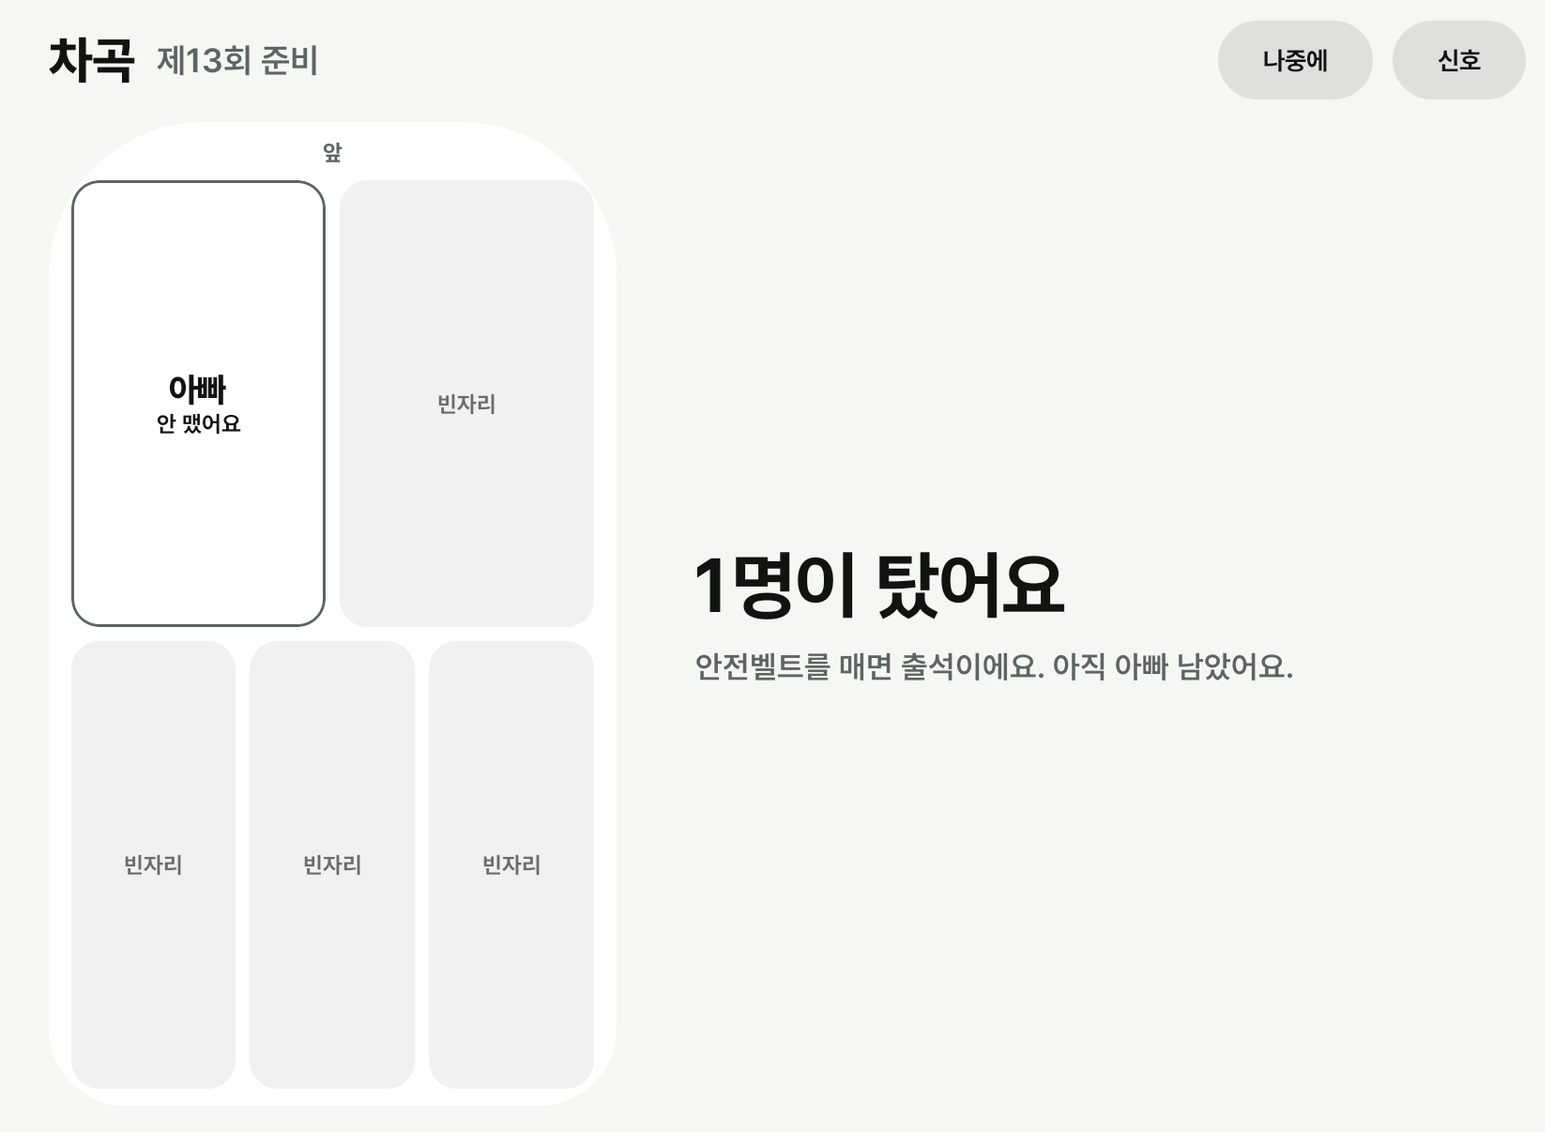 차곡 제13회 준비
나중에 신호
앞
아빠
안 맸어요
빈자리
1명이 탔어요
안전벨트를 매면 출석이에요. 아직 아빠 남았어요.
빈자리 빈자리 빈자리